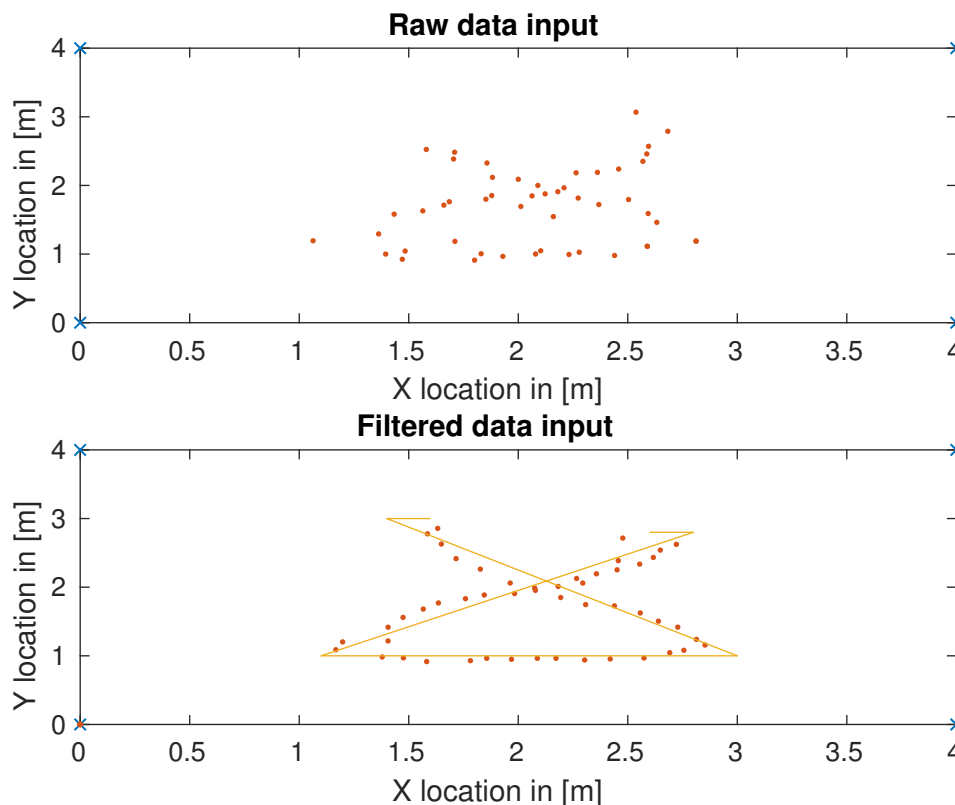 Raw data input
4
3
2
1
0
Y location in [m]
0 0.5 1 1.5 2 2.5 3 3.5 4
X location in [m]
Filtered data input
4
3
2
1
0
Y location in [m]
0 0.5 1 1.5 2 2.5 3 3.5 4
X location in [m]